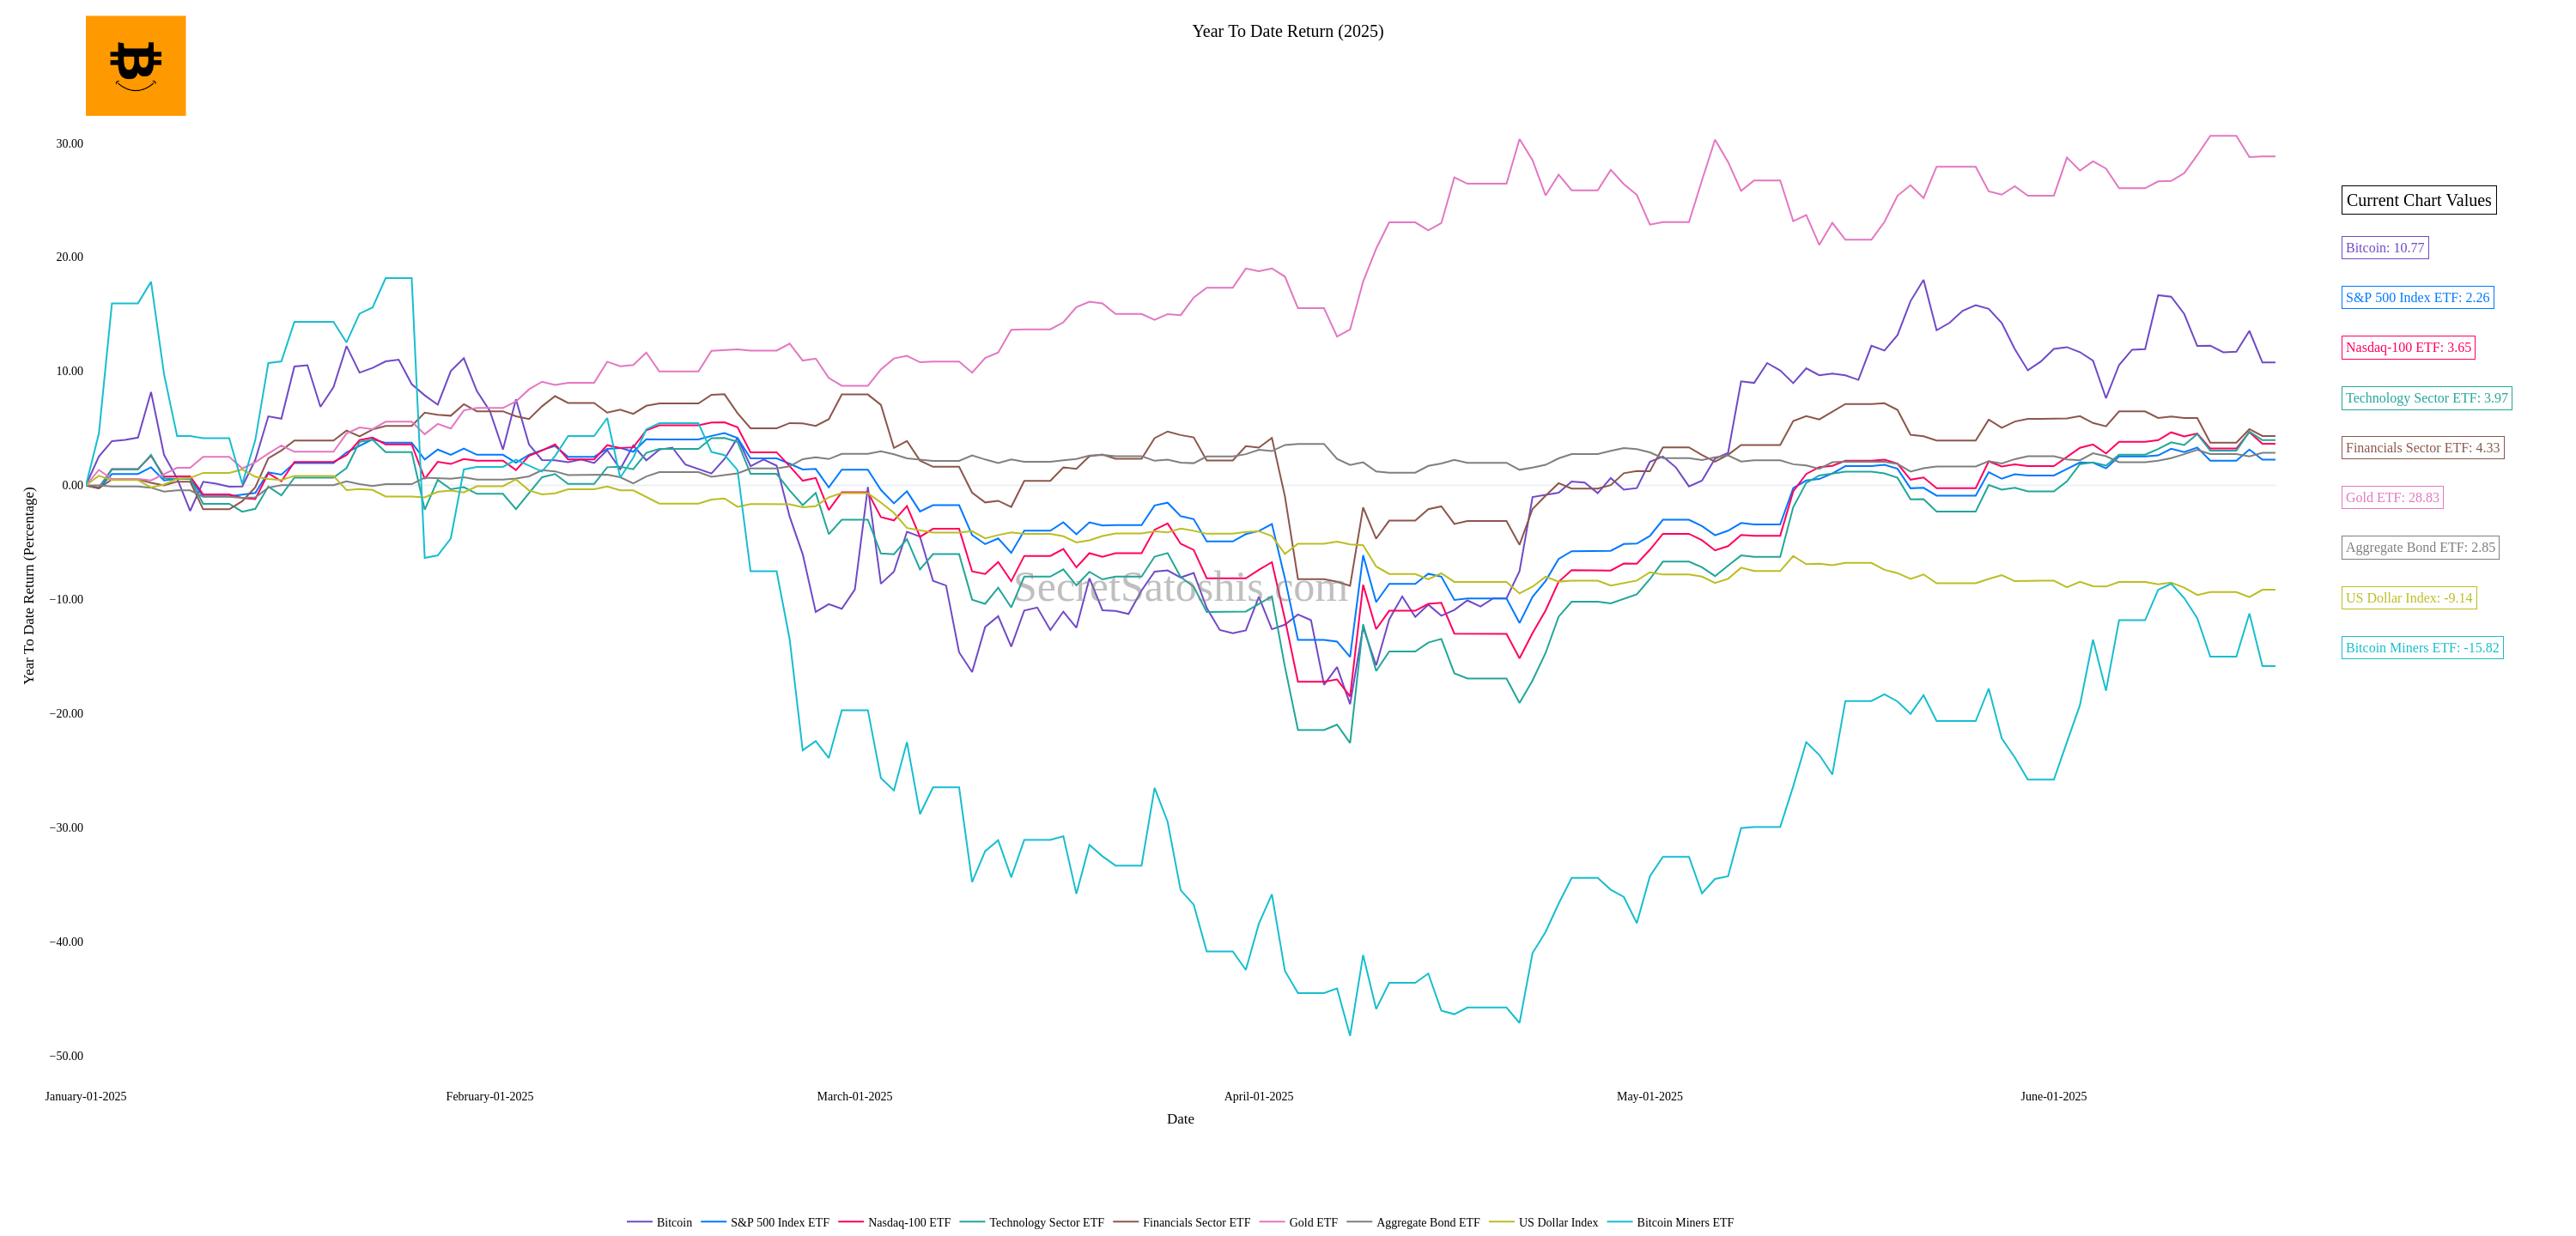 Year To Date Return (2025)
30.00
20.00
10.00
0.00
−10.00
−20.00
−30.00
−40.00
−50.00
Year To Date Return (Percentage)
SecretSatoshis.com
January-01-2025
February-01-2025
March-01-2025
April-01-2025
May-01-2025
June-01-2025
Date
Current Chart Values
Bitcoin: 10.77
S&P 500 Index ETF: 2.26
Nasdaq-100 ETF: 3.65
Technology Sector ETF: 3.97
Financials Sector ETF: 4.33
Gold ETF: 28.83
Aggregate Bond ETF: 2.85
US Dollar Index: -9.14
Bitcoin Miners ETF: -15.82
Bitcoin S&P 500 Index ETF Nasdaq-100 ETF Technology Sector ETF Financials Sector ETF Gold ETF Aggregate Bond ETF US Dollar Index Bitcoin Miners ETF